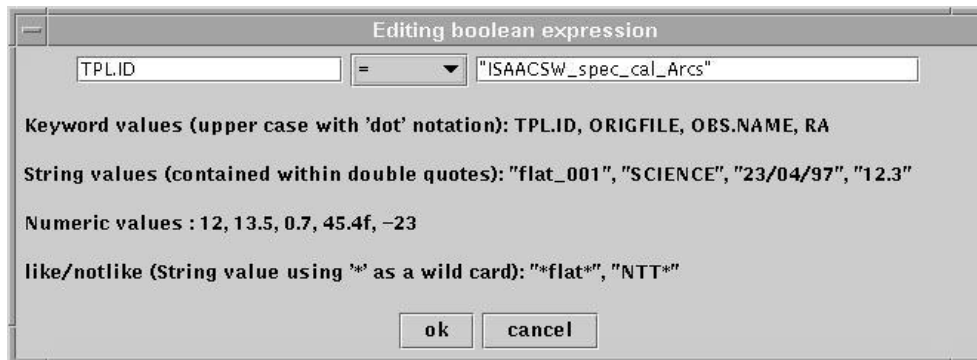 Editing boolean expression
TPL.ID = "ISAACSW_spec_cal_Arcs"
Keyword values (upper case with 'dot' notation): TPL.ID, ORIGFILE, OBS.NAME, RA
String values (contained within double quotes): "flat_001", "SCIENCE", "23/04/97", "12.3"
Numeric values : 12, 13.5, 0.7, 45.4f, −23
like/notlike (String value using '*' as a wild card): "*flat*", "NTT*"
ok cancel